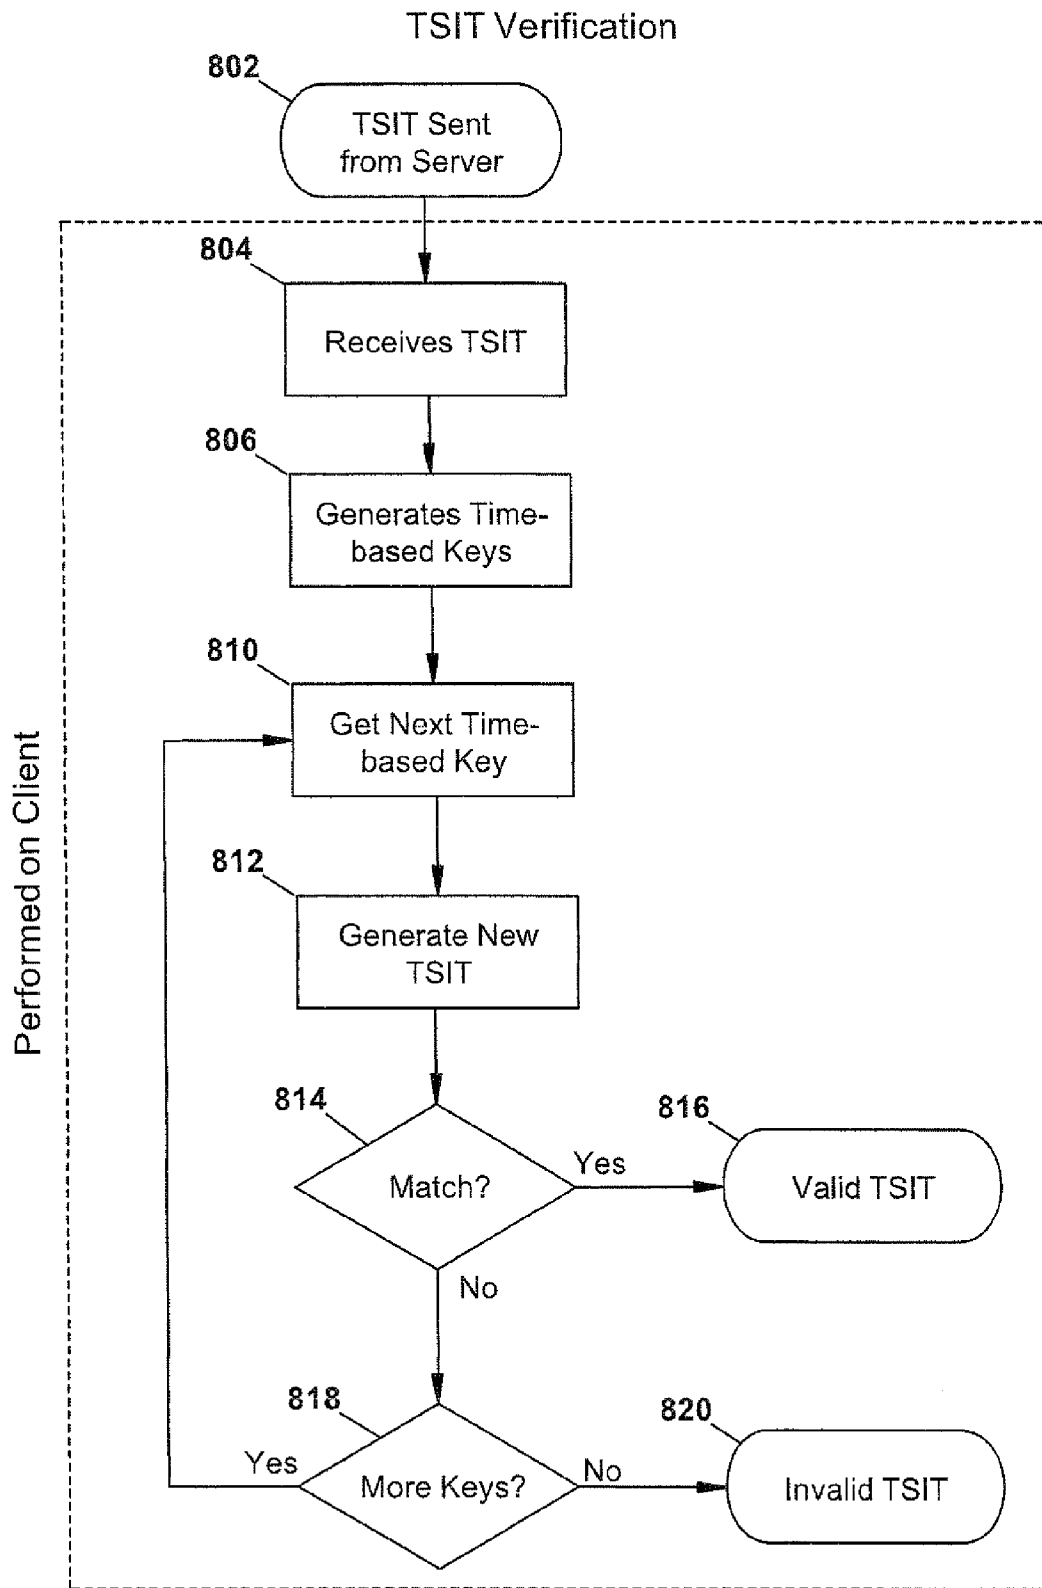 TSIT Verification
802
TSIT Sent
from Server
804
Receives TSIT
806
Generates Time-
based Keys
810
Get Next Time-
based Key
812
Generate New
TSIT
814
Match?
Yes
816
Valid TSIT
No
818
More Keys?
Yes
No
820
Invalid TSIT
Performed on Client